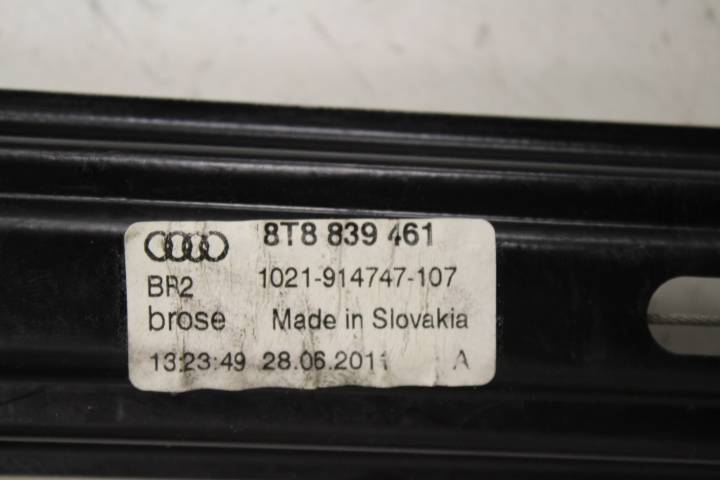 8T8 839 461
BR2 1021-914747-107
brose Made in Slovakia
13:23:49 28.06.2011 A